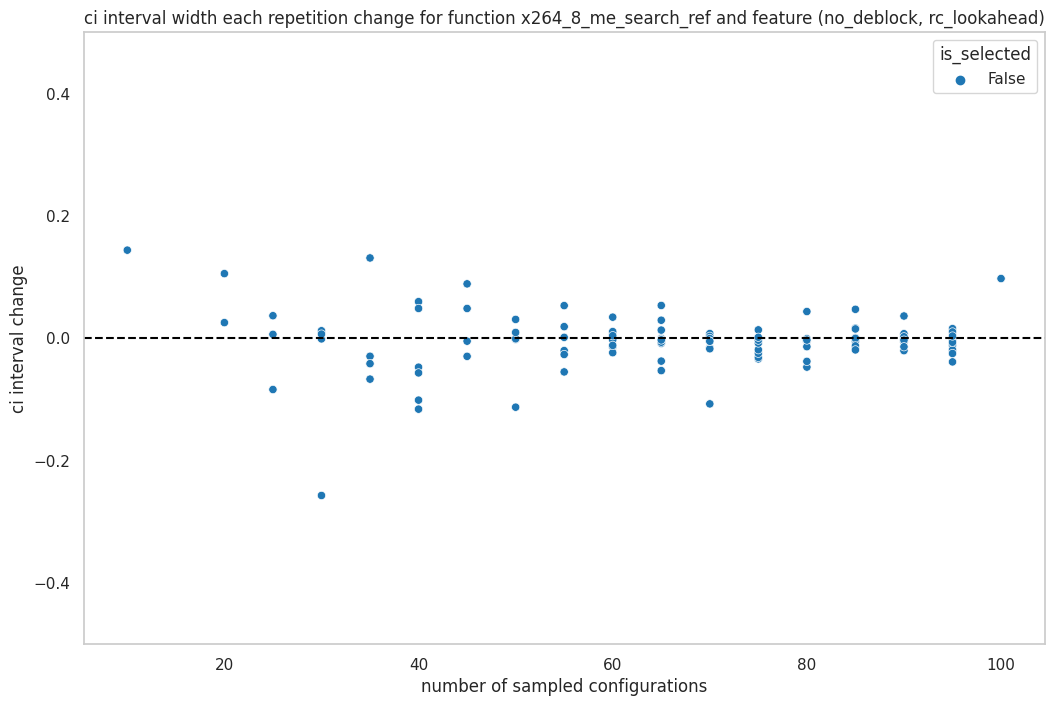 ci interval width each repetition change for function x264_8_me_search_ref and feature (no_deblock, rc_lookahead)
is_selected
False
ci interval change
0.4
0.2
0.0
−0.2
−0.4
20
40
60
80
100
number of sampled configurations